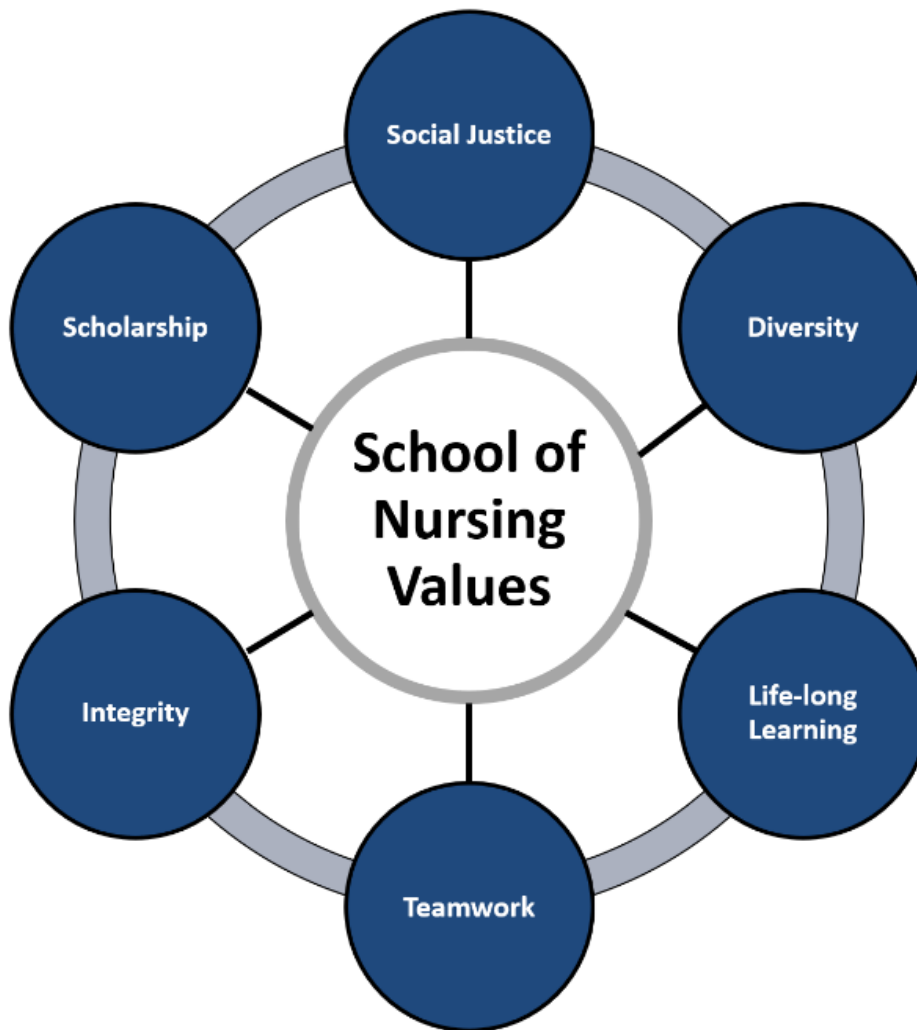 Social Justice
Scholarship
Diversity
School of
Nursing
Values
Integrity
Life-long
Learning
Teamwork